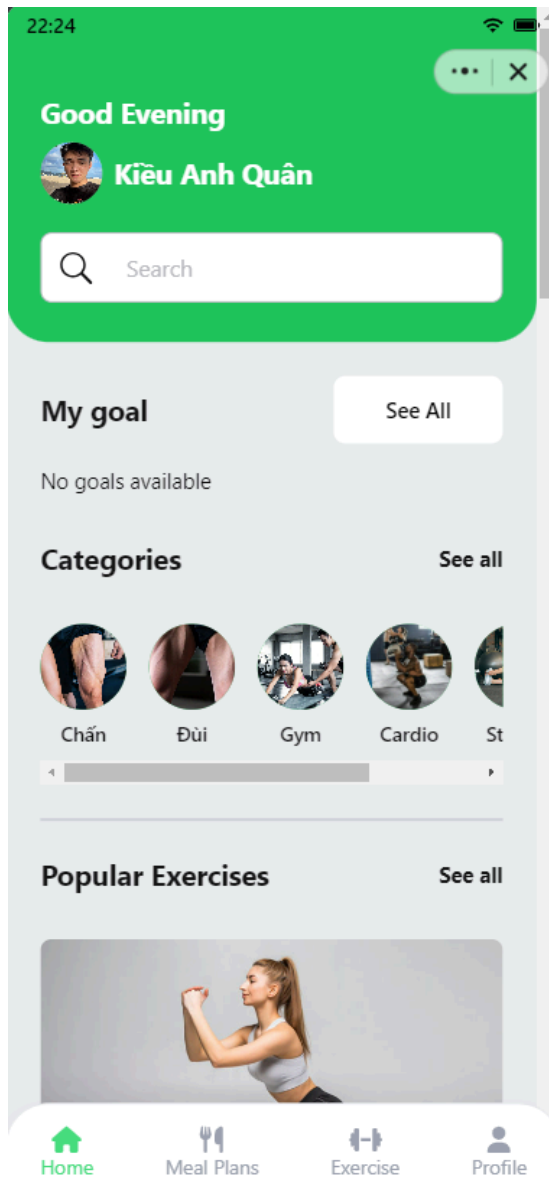 22:24
Good Evening
Kiều Anh Quân
Search
My goal
See All
No goals available
Categories
See all
Chấn
Đùi
Gym
Cardio
St
Popular Exercises
See all
Home
Meal Plans
Exercise
Profile